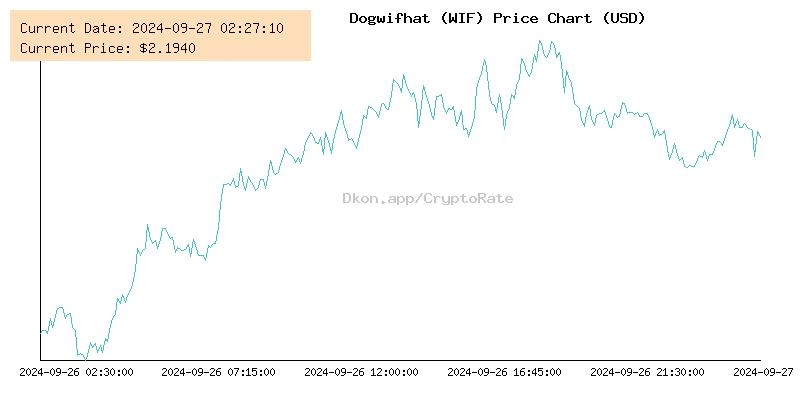 Dogwifhat (WIF) Price Chart (USD)
Current Date: 2024-09-27 02:27:10
Current Price: $2.1940
Dkon.app/CryptoRate
2024-09-26 02:30:00
2024-09-26 07:15:00
2024-09-26 12:00:00
2024-09-26 16:45:00
2024-09-26 21:30:00
2024-09-27